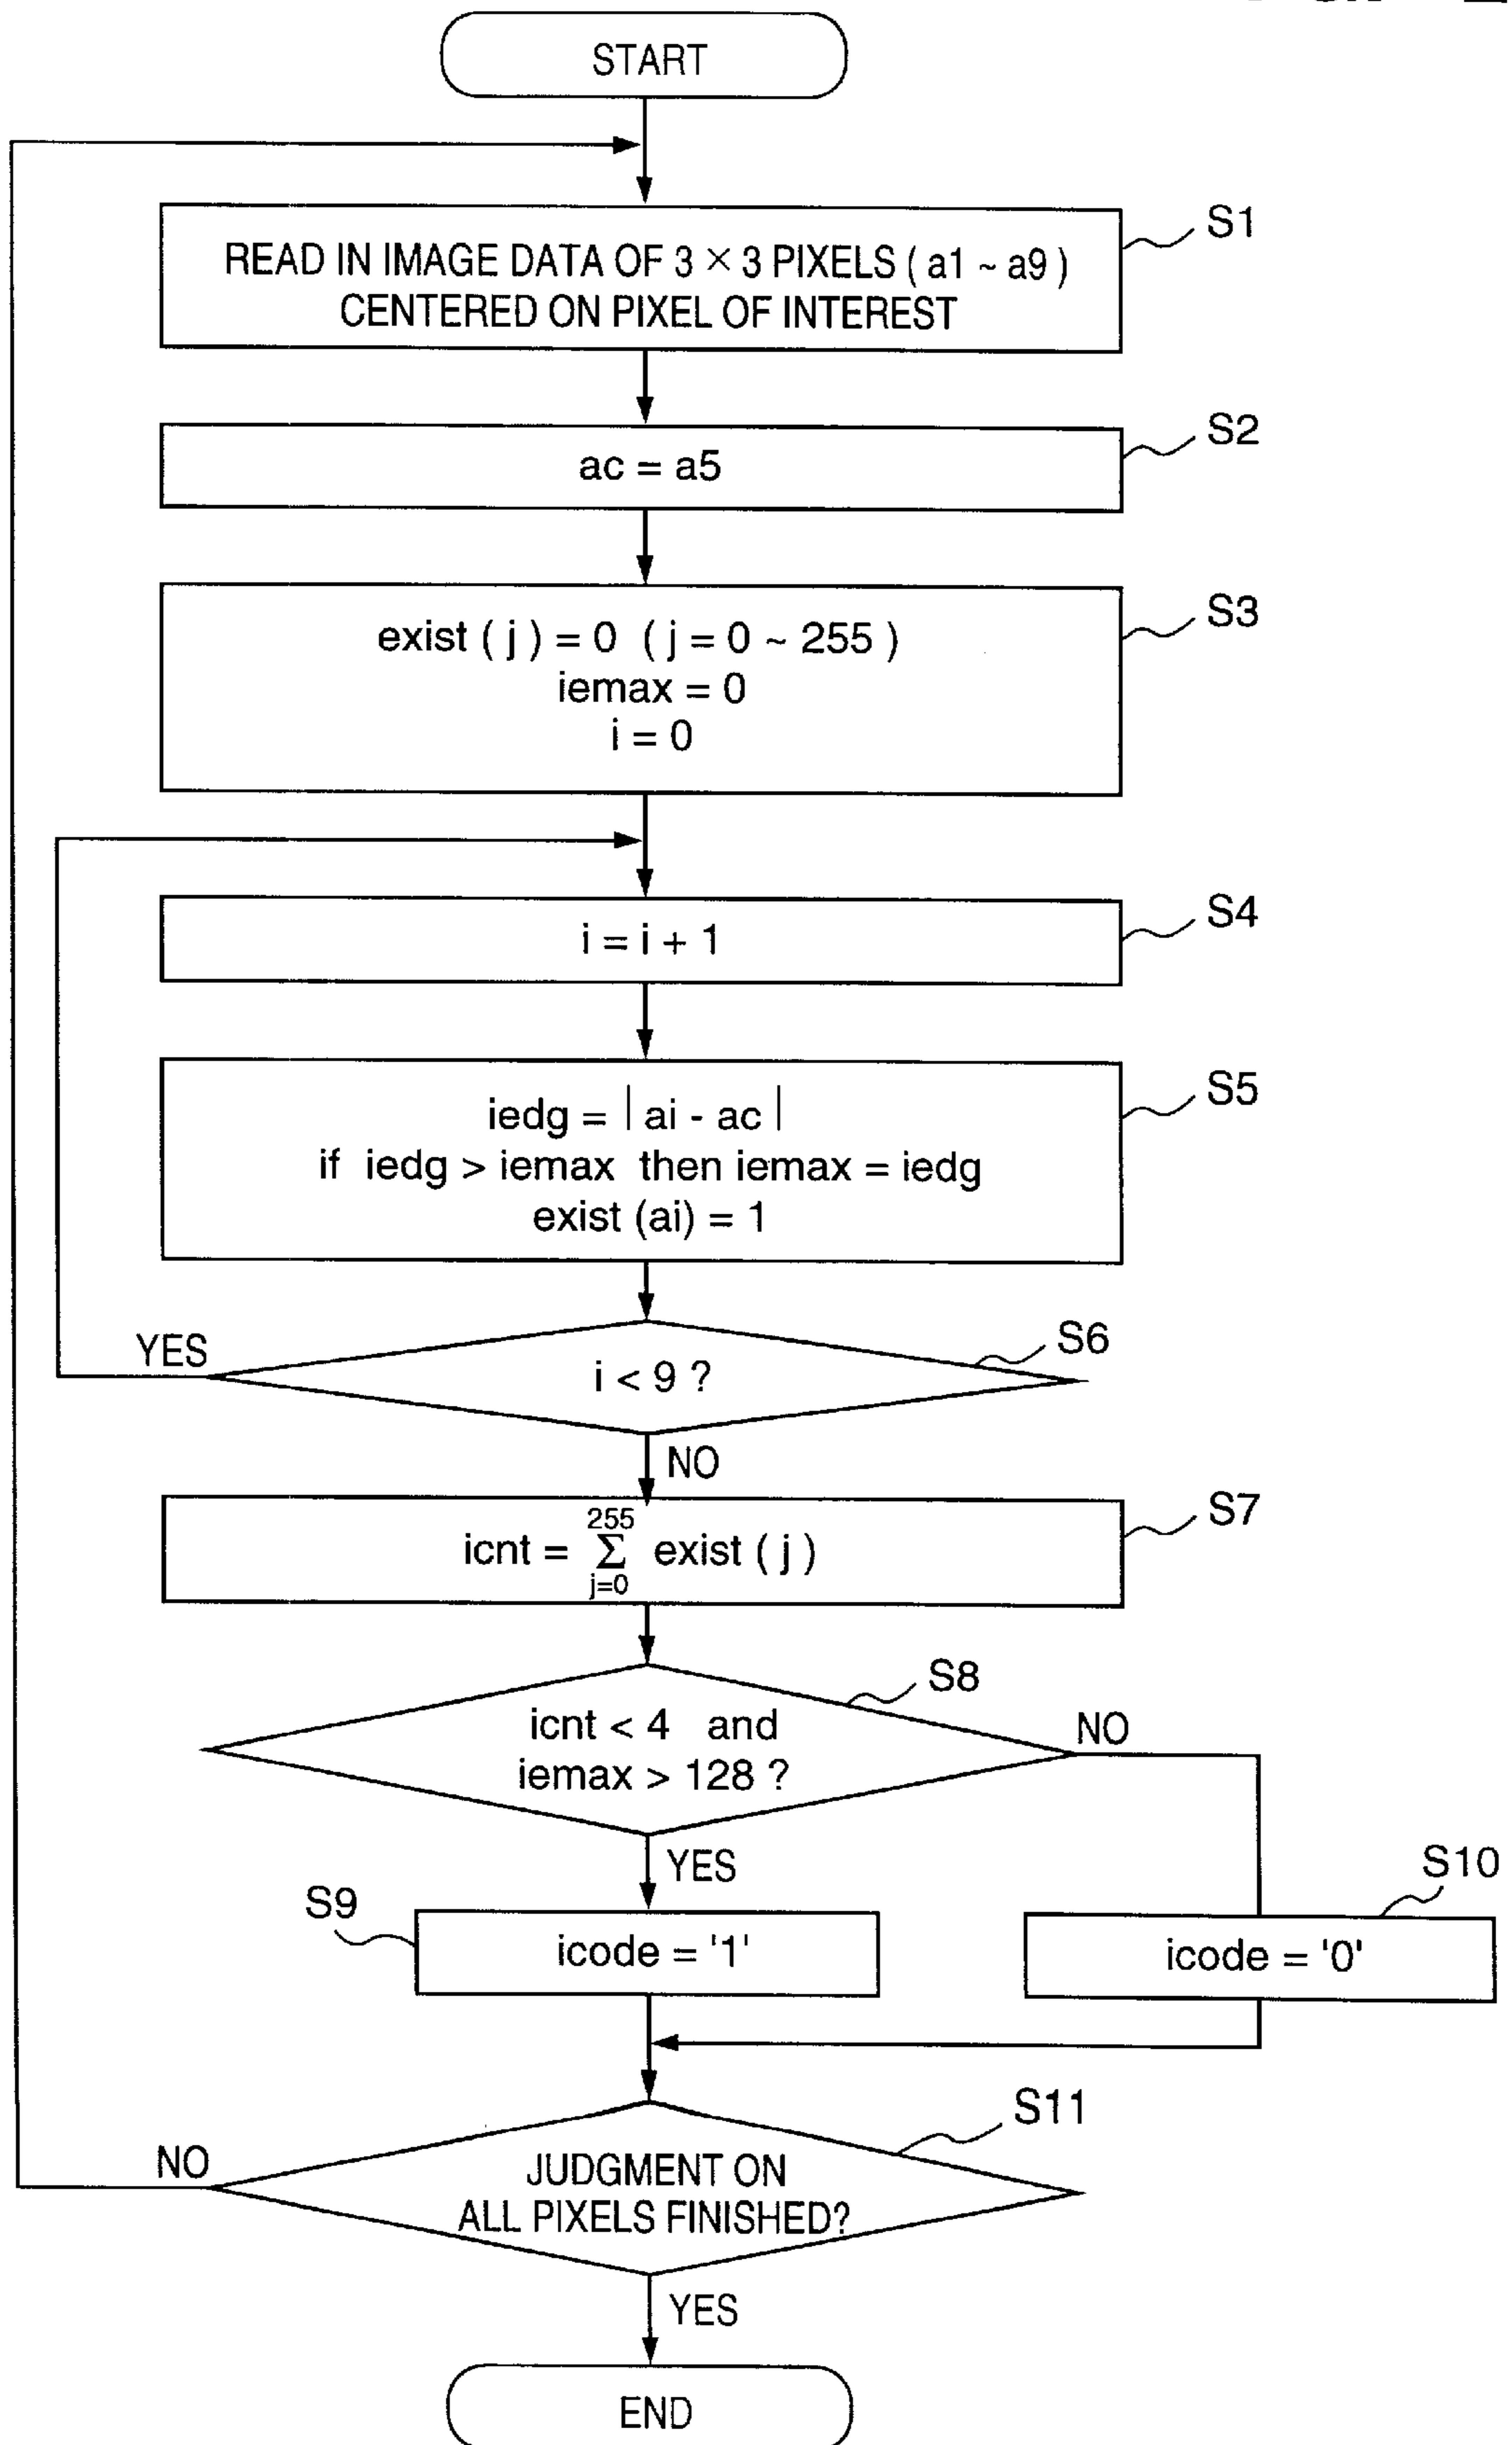 START
S1
READ IN IMAGE DATA OF 3 × 3 PIXELS ( a1 ~ a9 )
CENTERED ON PIXEL OF INTEREST
S2
ac = a5
S3
exist ( j ) = 0 ( j = 0 ~ 255 )
iemax = 0
i = 0
S4
i = i + 1
S5
iedg = | ai - ac |
if iedg > iemax then iemax = iedg
exist (ai) = 1
S6
YES
i < 9 ?
NO
S7
icnt = 255 Σ j=0 exist ( j )
S8
icnt < 4 and
iemax > 128 ?
NO
YES
S9
icode = '1'
S10
icode = '0'
S11
NO
JUDGMENT ON
ALL PIXELS FINISHED?
YES
END